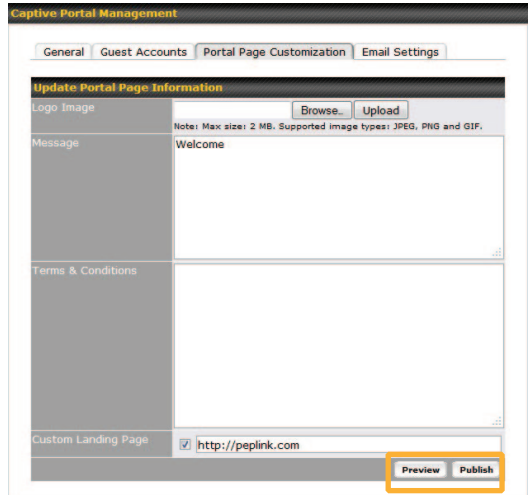 Captive Portal Management
General Guest Accounts Portal Page Customization Email Settings
Update Portal Page Information
Logo Image
Browse... Upload
Note: Max size: 2 MB. Supported image types: JPEG, PNG and GIF.
Message
Welcome
Terms & Conditions
Custom Landing Page
http://peplink.com
Preview Publish